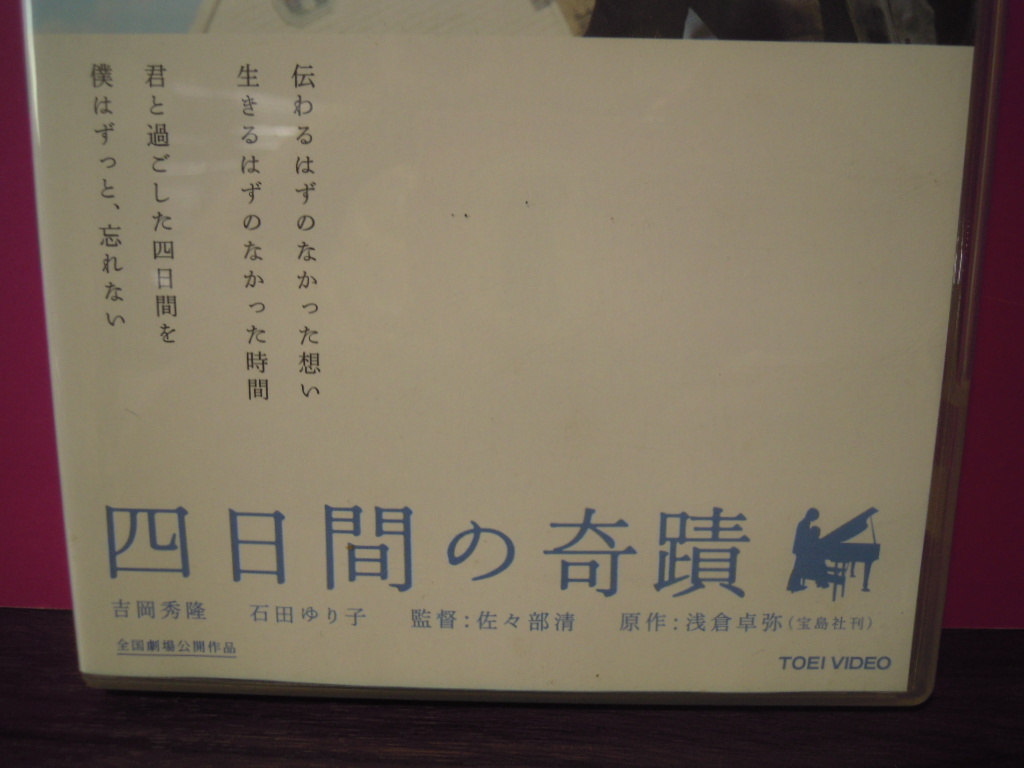 伝わるはずのなかった想い
生きるはずのなかった時間
君と過ごした四日間を
僕はずっと、忘れない
四日間の奇蹟
吉岡秀隆 石田ゆり子 監督:佐々部清 原作:浅倉卓弥(宝島社刊)
全国劇場公開作品
TOEI VIDEO